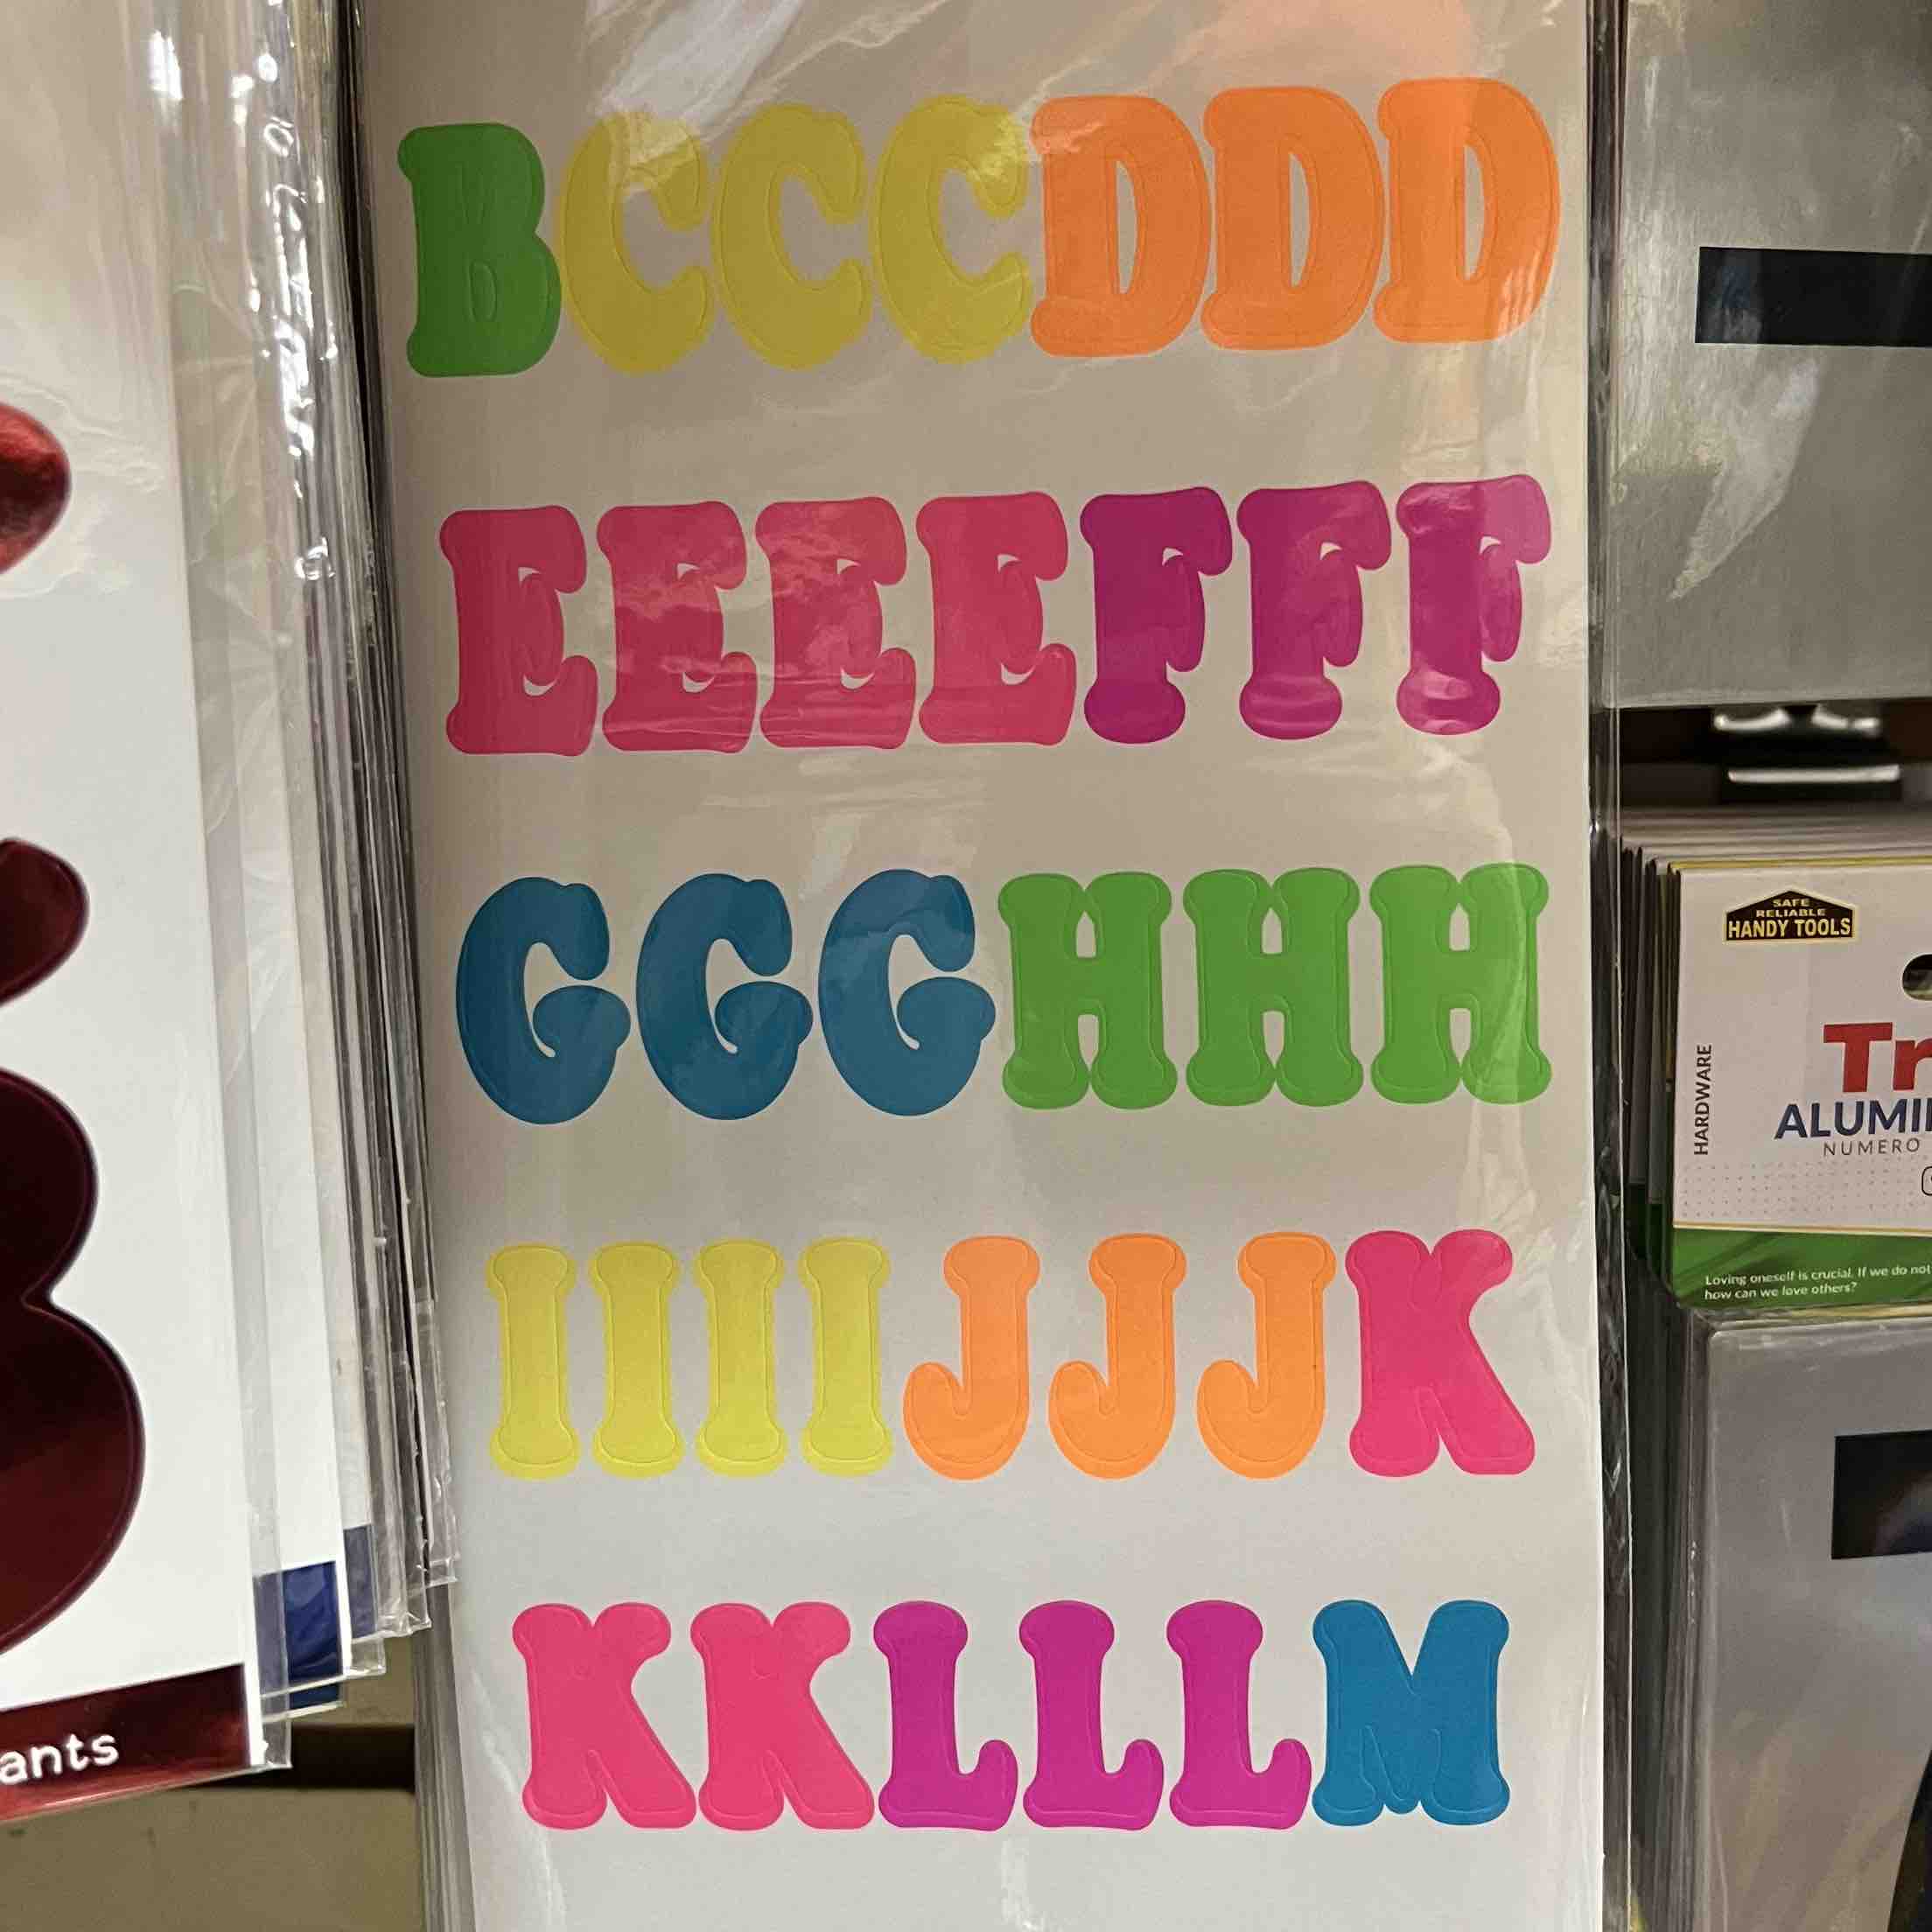 BCCCDDD
EEEEFFF
GGGHHH
IIIIJJJK
KKLLLM
ants
SAFE
RELIABLE
HANDY TOOLS
HARDWARE
Tr
ALUMI
NUMERO
Loving oneself is crucial. If we do not
how can we love others?